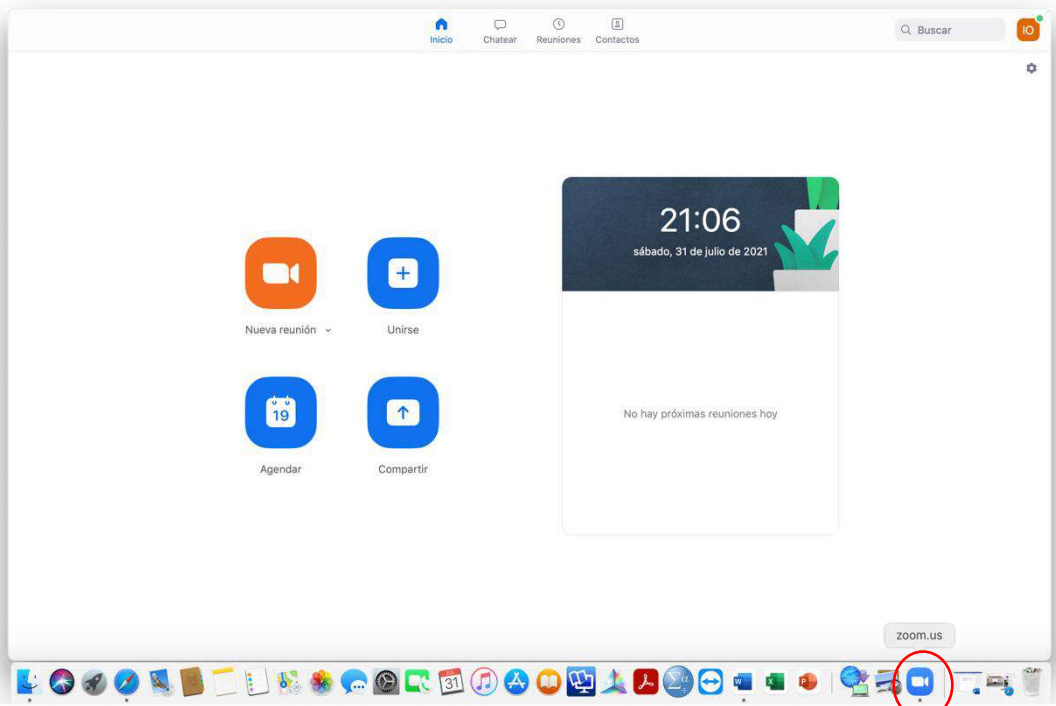 Inicio
Chatear
Reuniones
Contactos
Buscar
IO
21:06
sábado, 31 de julio de 2021
Nueva reunión
Unirse
19
Agendar
Compartir
No hay próximas reuniones hoy
zoom.us
31
W
X
P